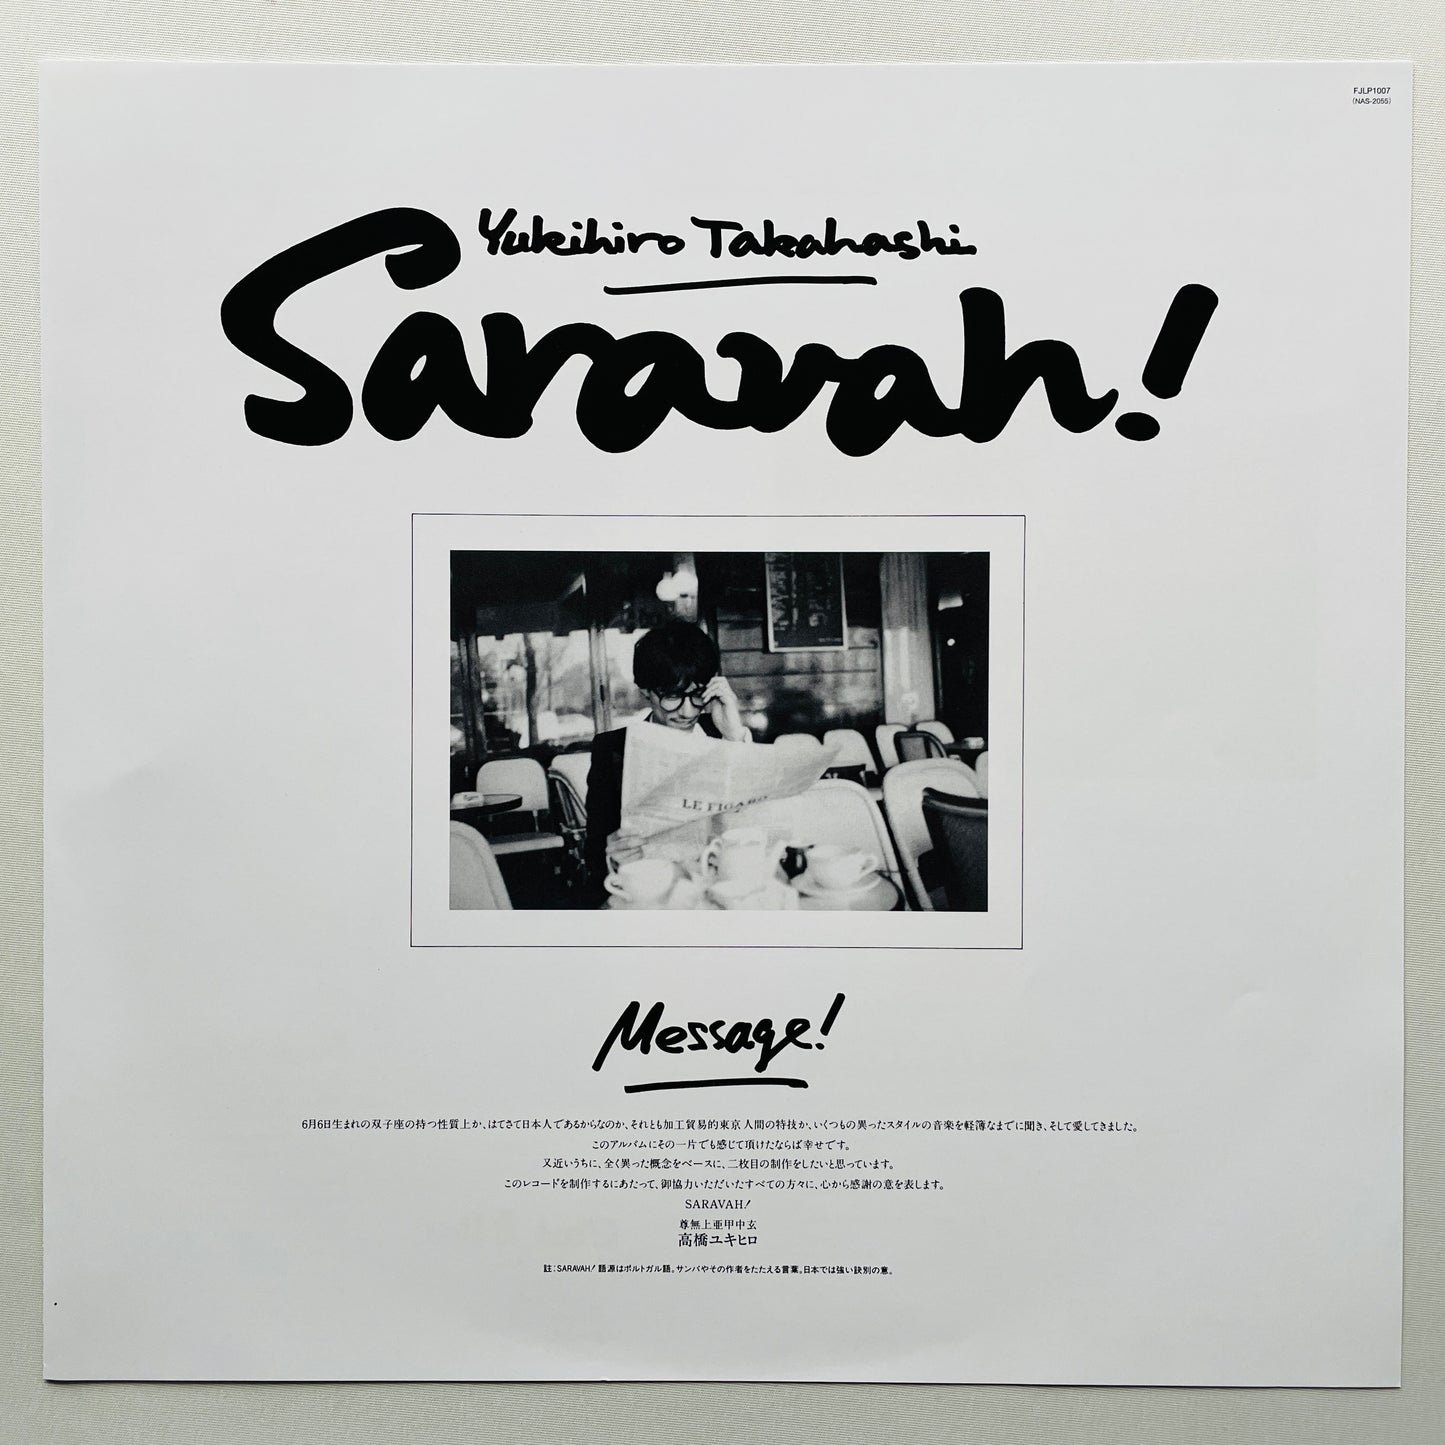 FJLP1007
(NAS-2055)
Yukihiro Takahashi
Saravah!
LE FIGARO
Message!
6月6日生まれの双子座の持つ性質上か、はてさて日本人であるからなのか、それとも加工貿易的東京人間の特技か、いくつもの異ったスタイルの音楽を軽薄なまでに聞き、そして愛してきました。
このアルバムにその一片でも感じて頂けたならば幸せです。
又近いうちに、全く異った概念をベースに、二枚目の制作をしたいと思っています。
このレコードを制作するにあたって、御協力いただいたすべての方々に、心から感謝の意を表します。
SARAVAH!
尊無上亜甲中玄
高橋ユキヒロ
註:SARAVAH! 語源はポルトガル語。サンバやその作者をたたえる言葉。日本では強い訣別の意。